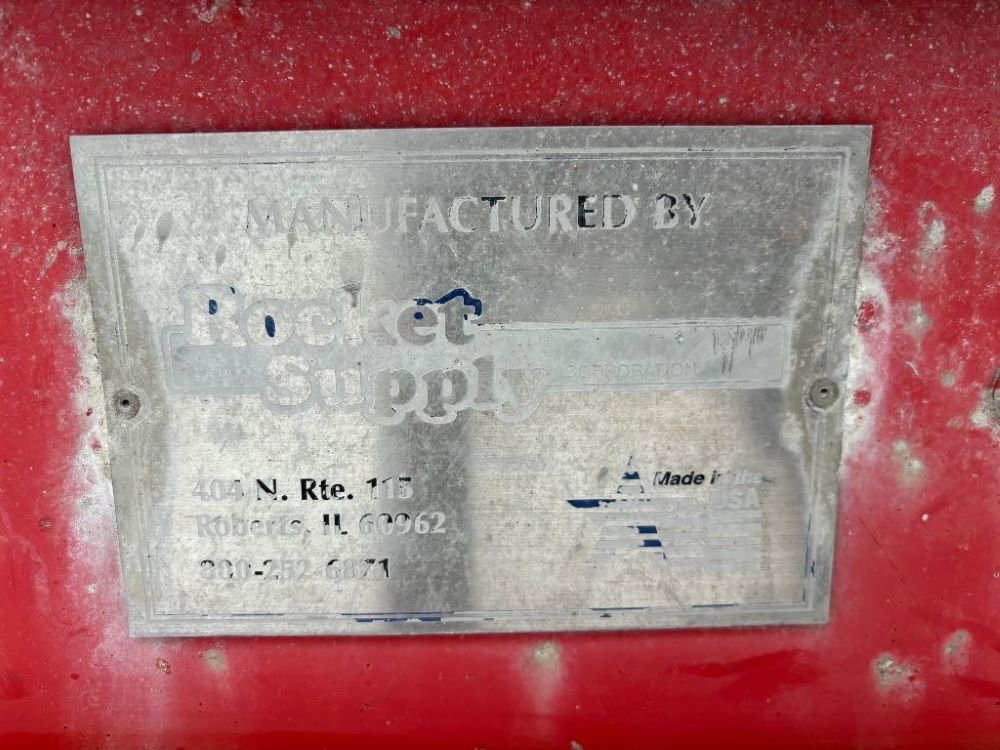 MANUFACTURED BY
Rocket
Supply
CORPORATION
404 N. Rte. 115
Roberts, IL 60962
800-252-6871
Made in the
USA